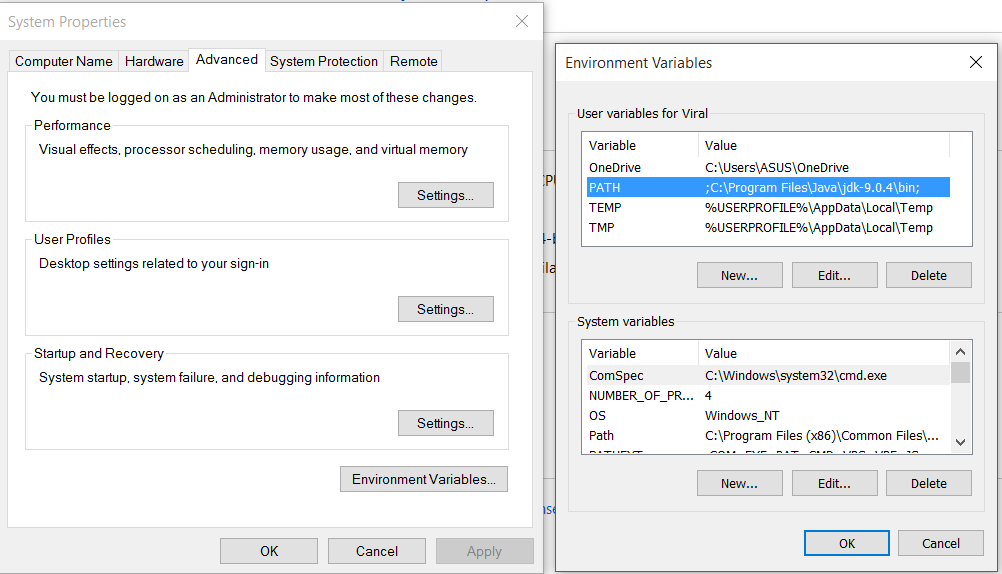 System Properties
Computer Name
Hardware
Advanced
System Protection
Remote
You must be logged on as an Administrator to make most of these changes.
Performance
Visual effects, processor scheduling, memory usage, and virtual memory
Settings...
User Profiles
Desktop settings related to your sign-in
Settings...
Startup and Recovery
System startup, system failure, and debugging information
Settings...
Environment Variables...
OK
Cancel
Apply
Environment Variables
User variables for Viral
Variable Value
OneDrive C:\Users\ASUS\OneDrive
PATH ;C:\Program Files\Java\jdk-9.0.4\bin;
TEMP %USERPROFILE%\AppData\Local\Temp
TMP %USERPROFILE%\AppData\Local\Temp
New...
Edit...
Delete
System variables
Variable Value
ComSpec C:\Windows\system32\cmd.exe
NUMBER_OF_PR... 4
OS Windows_NT
Path C:\Program Files (x86)\Common Files\...
New...
Edit...
Delete
OK
Cancel